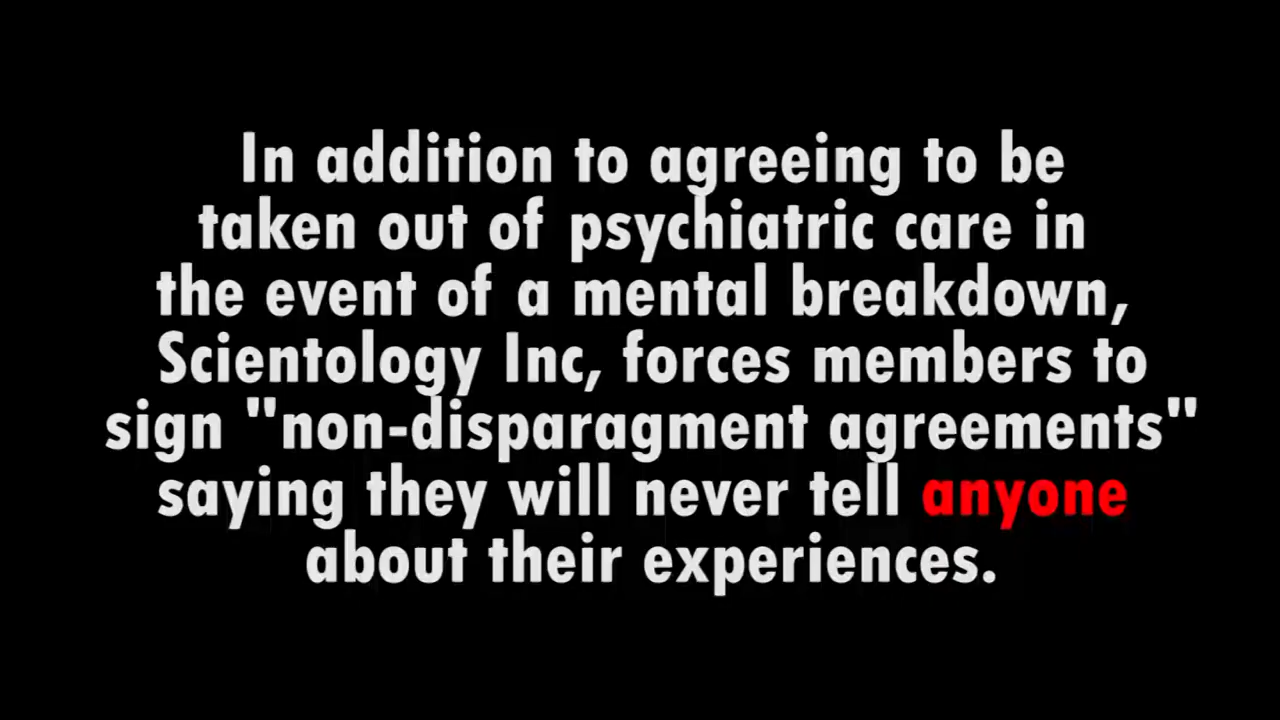 In addition to agreeing to be
taken out of psychiatric care in
the event of a mental breakdown,
Scientology Inc, forces members to
sign "non-disparagment agreements"
saying they will never tell anyone
about their experiences.